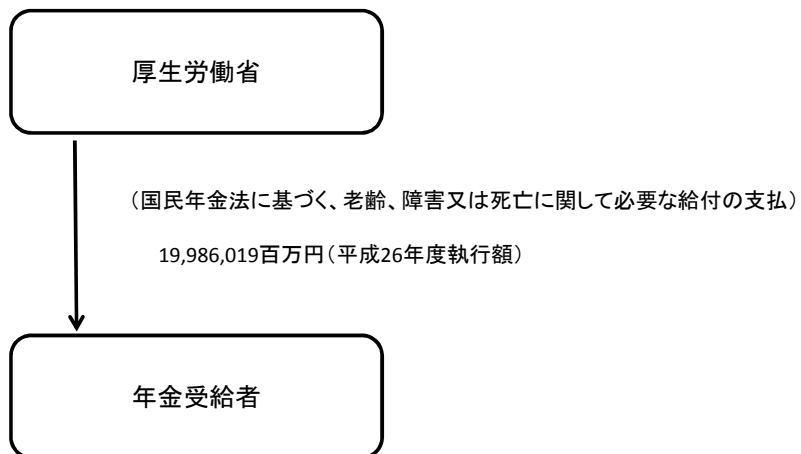 厚生労働省
（国民年金法に基づく、老齢、障害又は死亡に関して必要な給付の支払）
19,986,019百万円（平成26年度執行額）
年金受給者